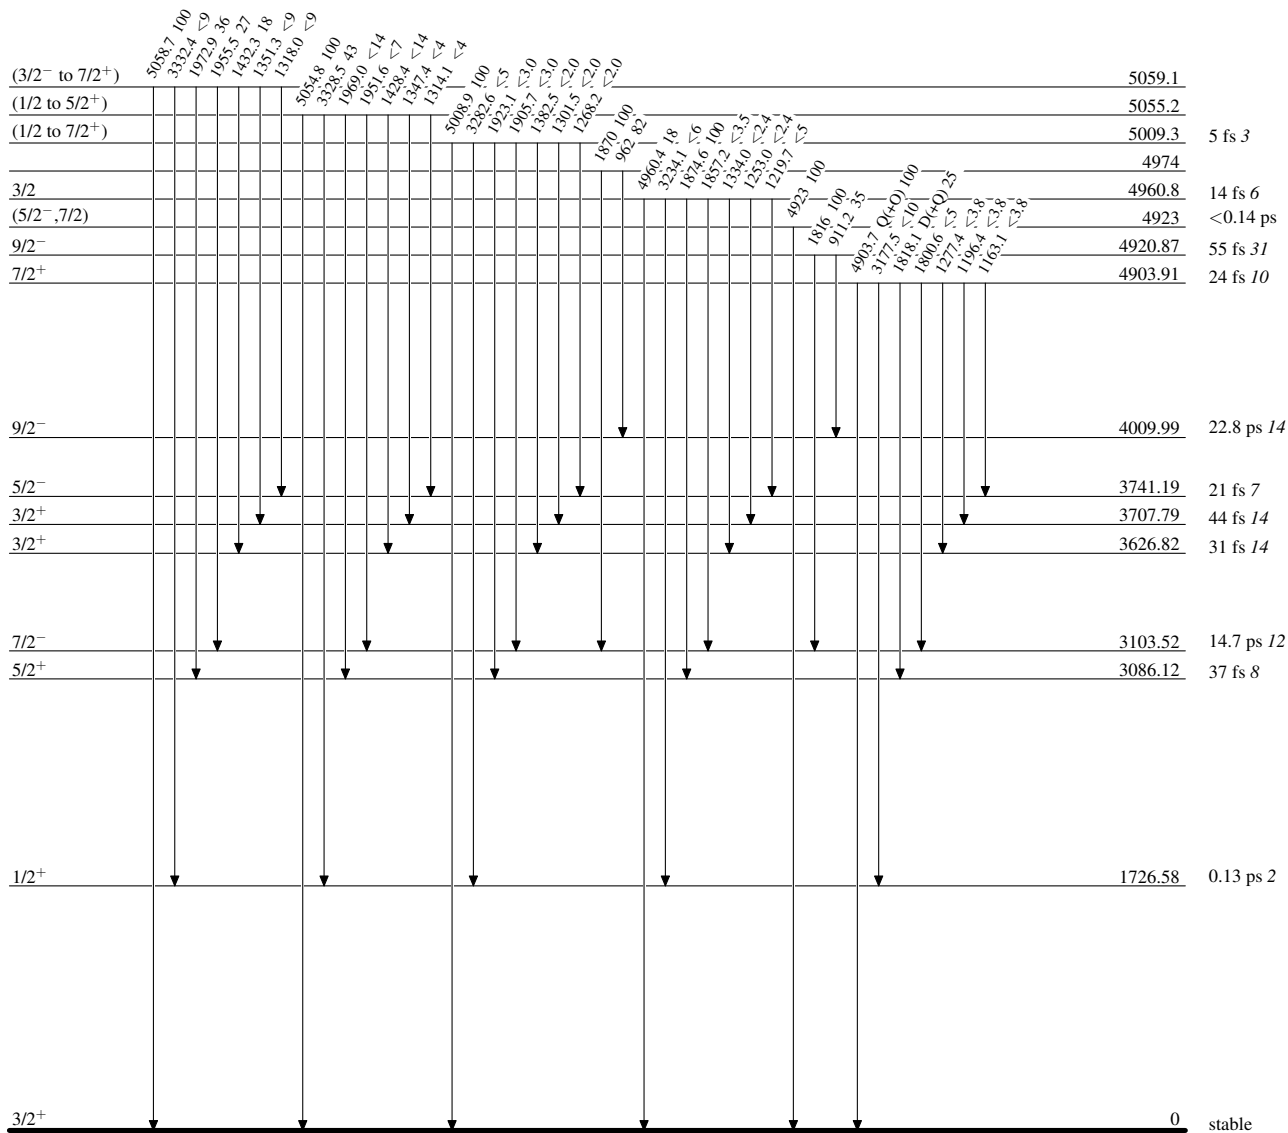 5058.7 100
3332.4 <9
1972.9 36
1955.5 27
1432.3 18
1351.3 <9
1318.0 <9
(3/2⁻ to 7/2⁺) 5059.1
5054.8 100
3328.5 43
1969.0 <14
1951.6 <7
1428.4 <14
1347.4 <4
1314.1 <4
(1/2 to 5/2⁺) 5055.2
5008.9 100
3282.6 <5
1923.1 <3.0
1905.7 <3.0
1382.5 <2.0
1301.5 <2.0
1268.2 <2.0
(1/2 to 7/2⁺) 5009.3 5 fs 3
1870 100
962 82
4974
4960.4 18
3234.1 <6
1874.6 100
1857.2 <3.5
1334.0 <2.4
1253.0 <2.4
1219.7 <5
3/2 4960.8 14 fs 6
4923 100
(5/2⁻,7/2) 4923 <0.14 ps
1816 100
911.2 35
9/2⁻ 4920.87 55 fs 31
4903.7 Q(+O) 100
3177.5 <10
1818.1 D(+Q) 25
1800.6 <5
1277.4 <3.8
1196.4 <3.8
1163.1 <3.8
7/2⁺ 4903.91 24 fs 10
9/2⁻ 4009.99 22.8 ps 14
5/2⁻ 3741.19 21 fs 7
3/2⁺ 3707.79 44 fs 14
3/2⁺ 3626.82 31 fs 14
7/2⁻ 3103.52 14.7 ps 12
5/2⁺ 3086.12 37 fs 8
1/2⁺ 1726.58 0.13 ps 2
3/2⁺ 0 stable